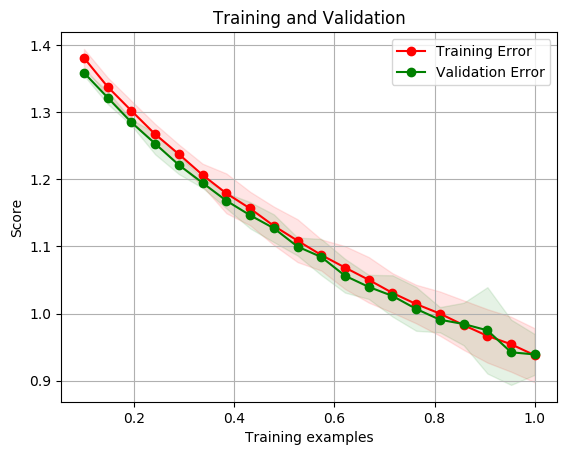 Training and Validation
Training Error
Validation Error
Score
1.4
1.3
1.2
1.1
1.0
0.9
0.2
0.4
0.6
0.8
1.0
Training examples